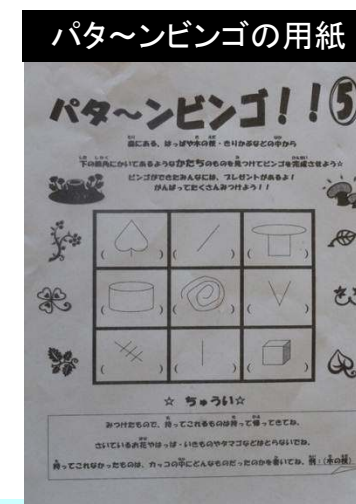 パタ～ンビンゴの用紙
パタ～ンビンゴ!!⑤
森にある、はっぱや木の枝・きりかぶなどの中から
下の四角にかいてあるようなかたちのものを見つけてビンゴを完成させよう☆
ビンゴができたみんなには、プレゼントがあるよ!
がんばってたくさんみつけよう!!
☆ ちゅうい☆
みつけたもので、持ってこれるものは持って帰ってきてね。
さいているお花やはっぱ・いきものやタマゴなどはとらないでね。
持ってこれなかったものは、カッコの中にどんなものだったのかを書いてね。例:(木の板)